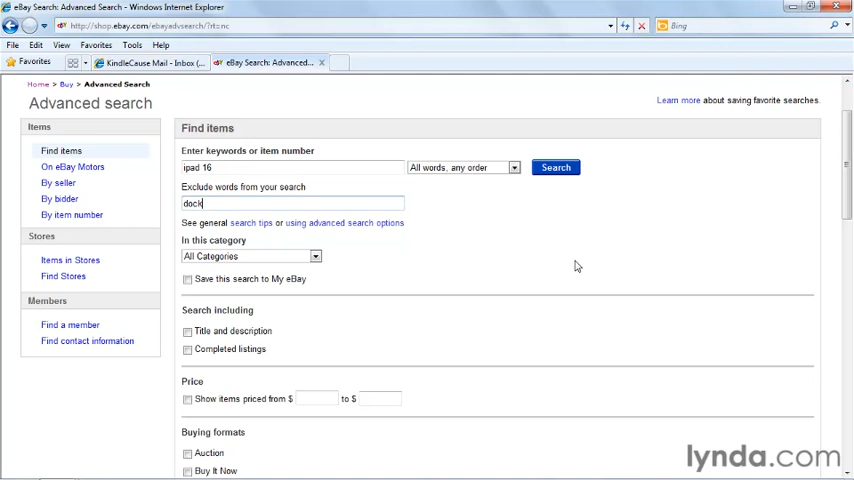 eBay Search: Advanced Search - Windows Internet Explorer
http://shop.ebay.com/ebayadvsearch/?rt=nc
Bing
File Edit View Favorites Tools Help
Favorites
KindleCause Mail - Inbox (...
eBay Search: Advanced...
Home > Buy > Advanced Search
Advanced search
Learn more about saving favorite searches.
Items
Find items
On eBay Motors
By seller
By bidder
By item number
Stores
Items in Stores
Find Stores
Members
Find a member
Find contact information
Find items
Enter keywords or item number
ipad 16 All words, any order Search
Exclude words from your search
dock
See general search tips or using advanced search options
In this category
All Categories
Save this search to My eBay
Search including
Title and description
Completed listings
Price
Show items priced from $ to $
Buying formats
Auction
Buy It Now
lynda.com